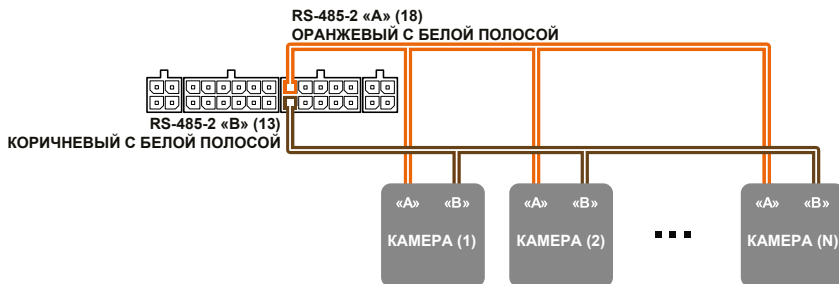 RS-485-2 «А» (18)
ОРАНЖЕВЫЙ С БЕЛОЙ ПОЛОСОЙ
RS-485-2 «В» (13)
КОРИЧНЕВЫЙ С БЕЛОЙ ПОЛОСОЙ
«А» «В» «А» «В» «А» «В»
КАМЕРА (1) КАМЕРА (2) ... КАМЕРА (N)